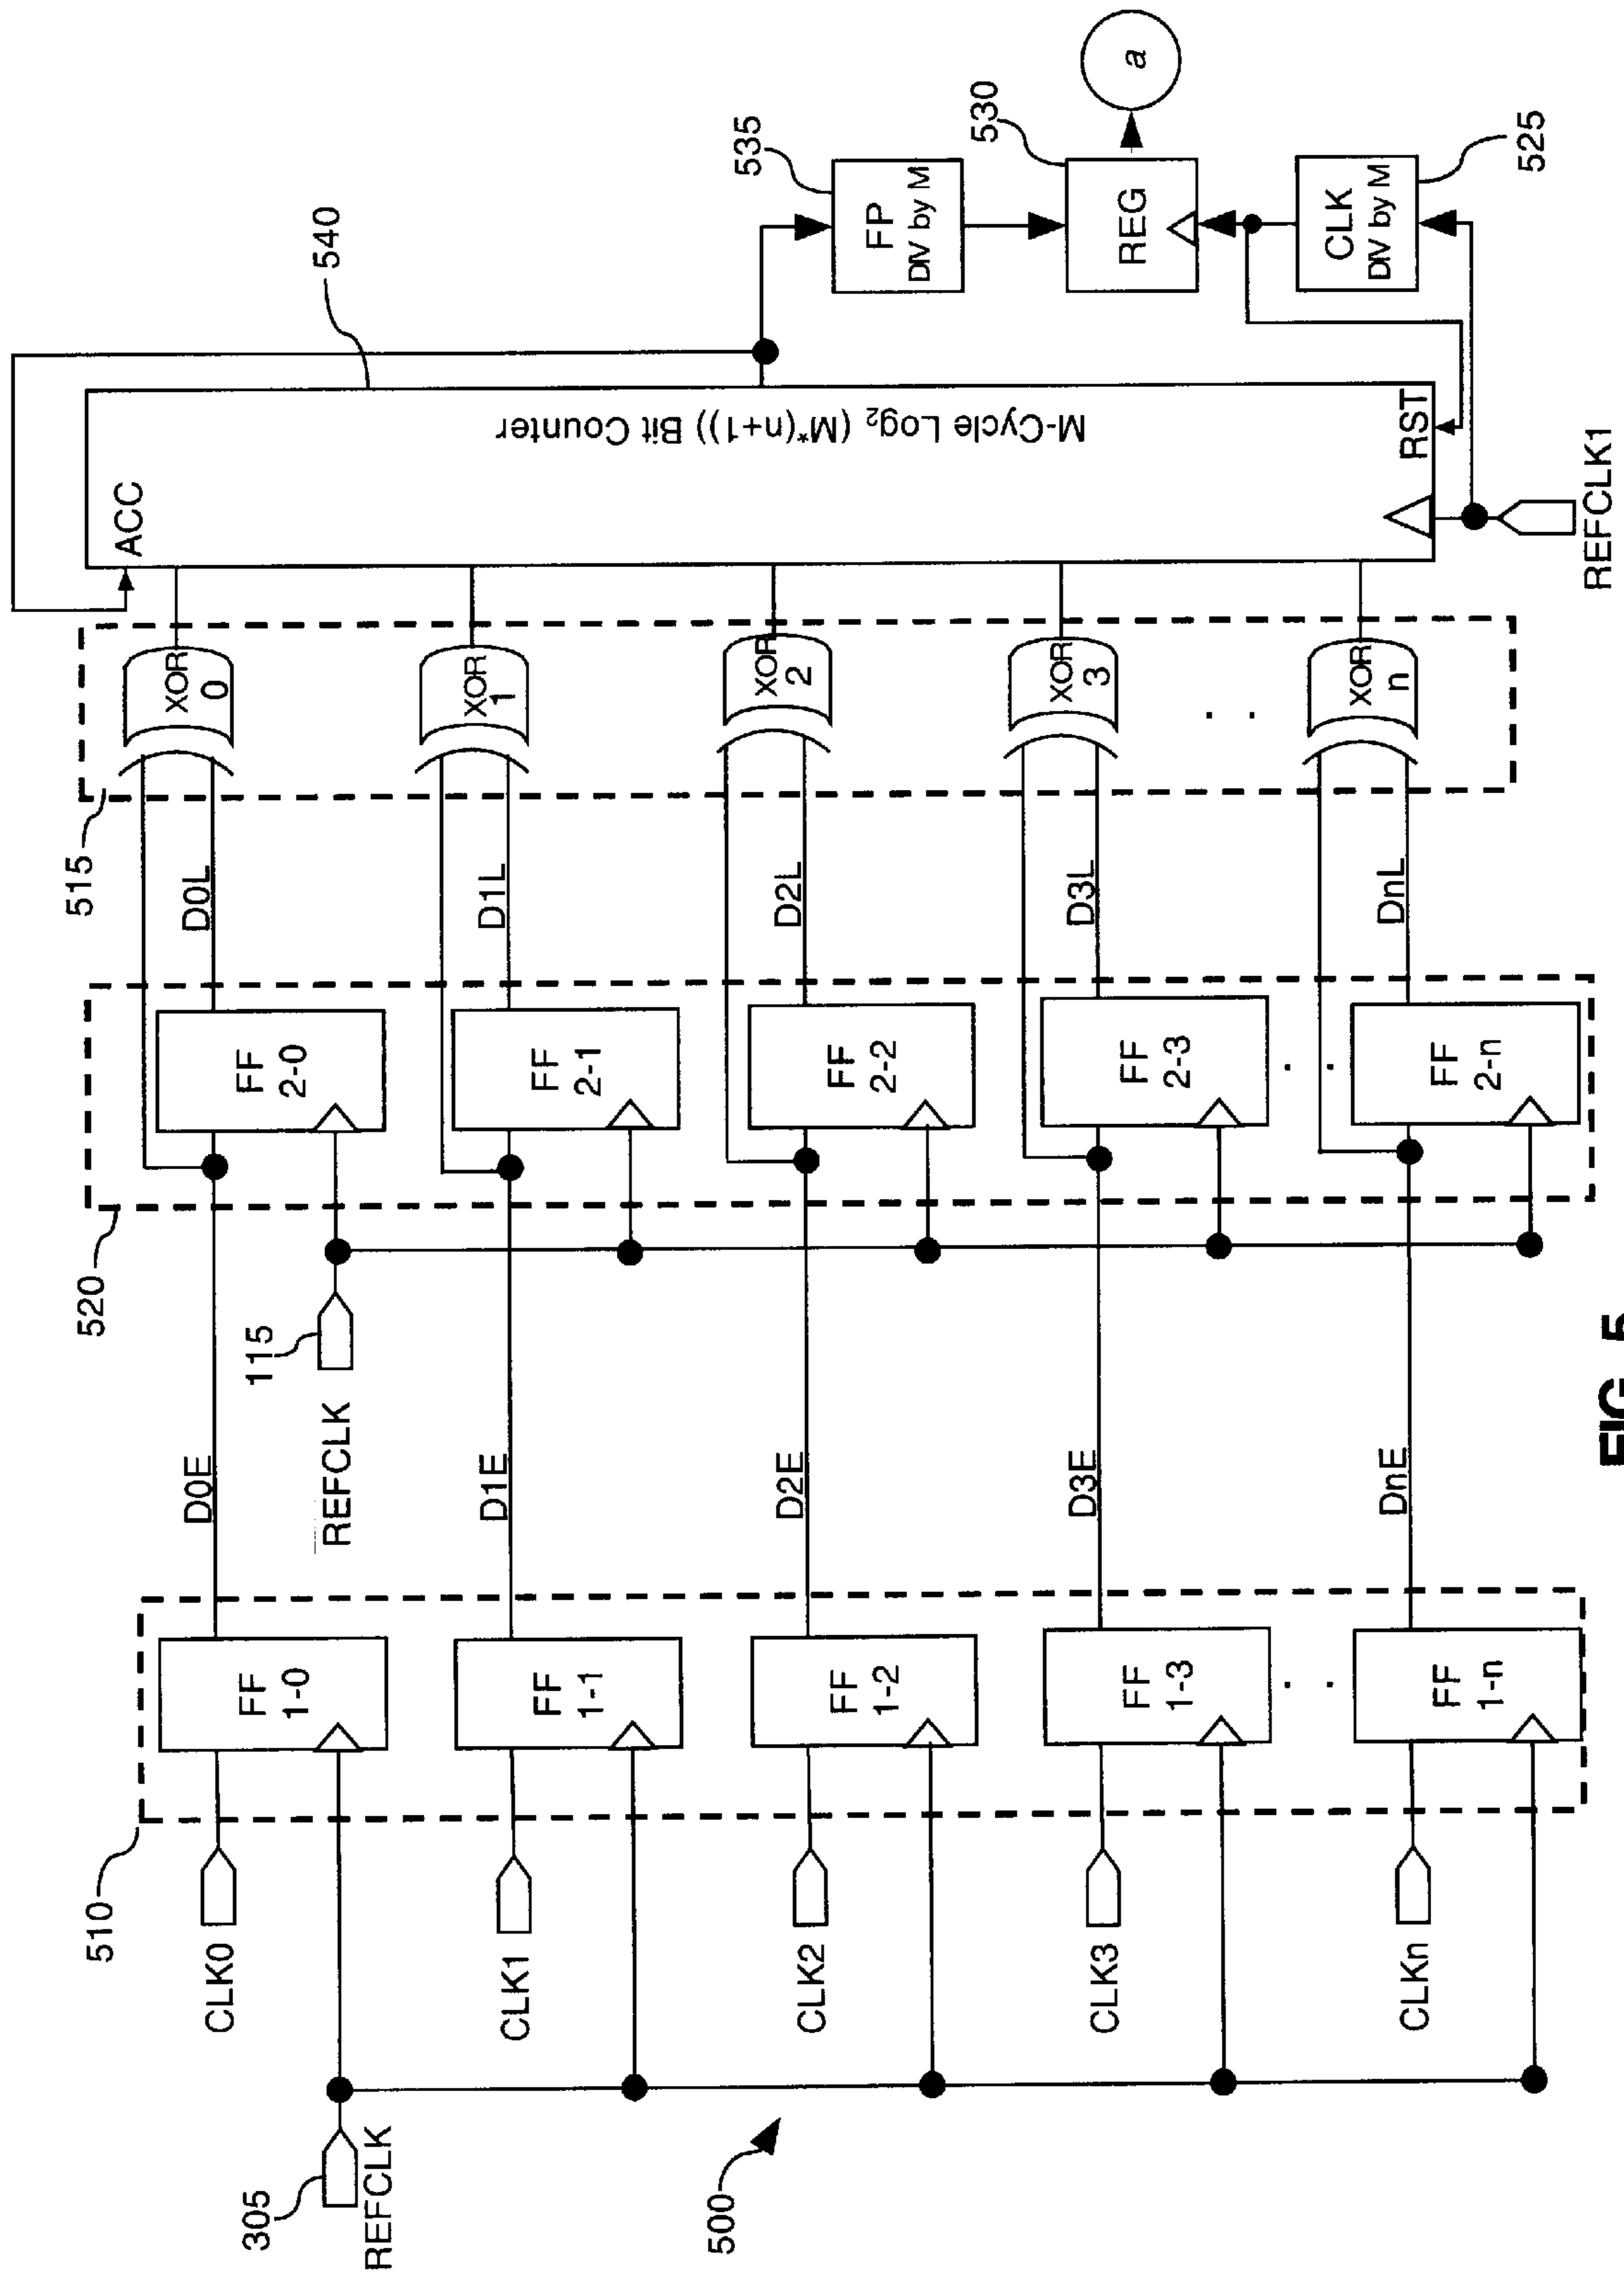 500
305
REFCLK
510
CLK0
CLK1
CLK2
CLK3
CLKn
FF
1-0
FF
1-1
FF
1-2
FF
1-3
. .
FF
1-n
D0E
D1E
D2E
D3E
DnE
115
REFCLK
520
FF
2-0
FF
2-1
FF
2-2
FF
2-3
. .
FF
2-n
D0L
D1L
D2L
D3L
DnL
515
XOR
0
XOR
1
XOR
2
XOR
3
. .
XOR
n
ACC
M-Cycle Log₂ ( M*(n+1)) Bit Counter
RST
540
REFCLK1
535
FP
DIV by M
530
REG
CLK
DIV by M
525
a
FIG. 5